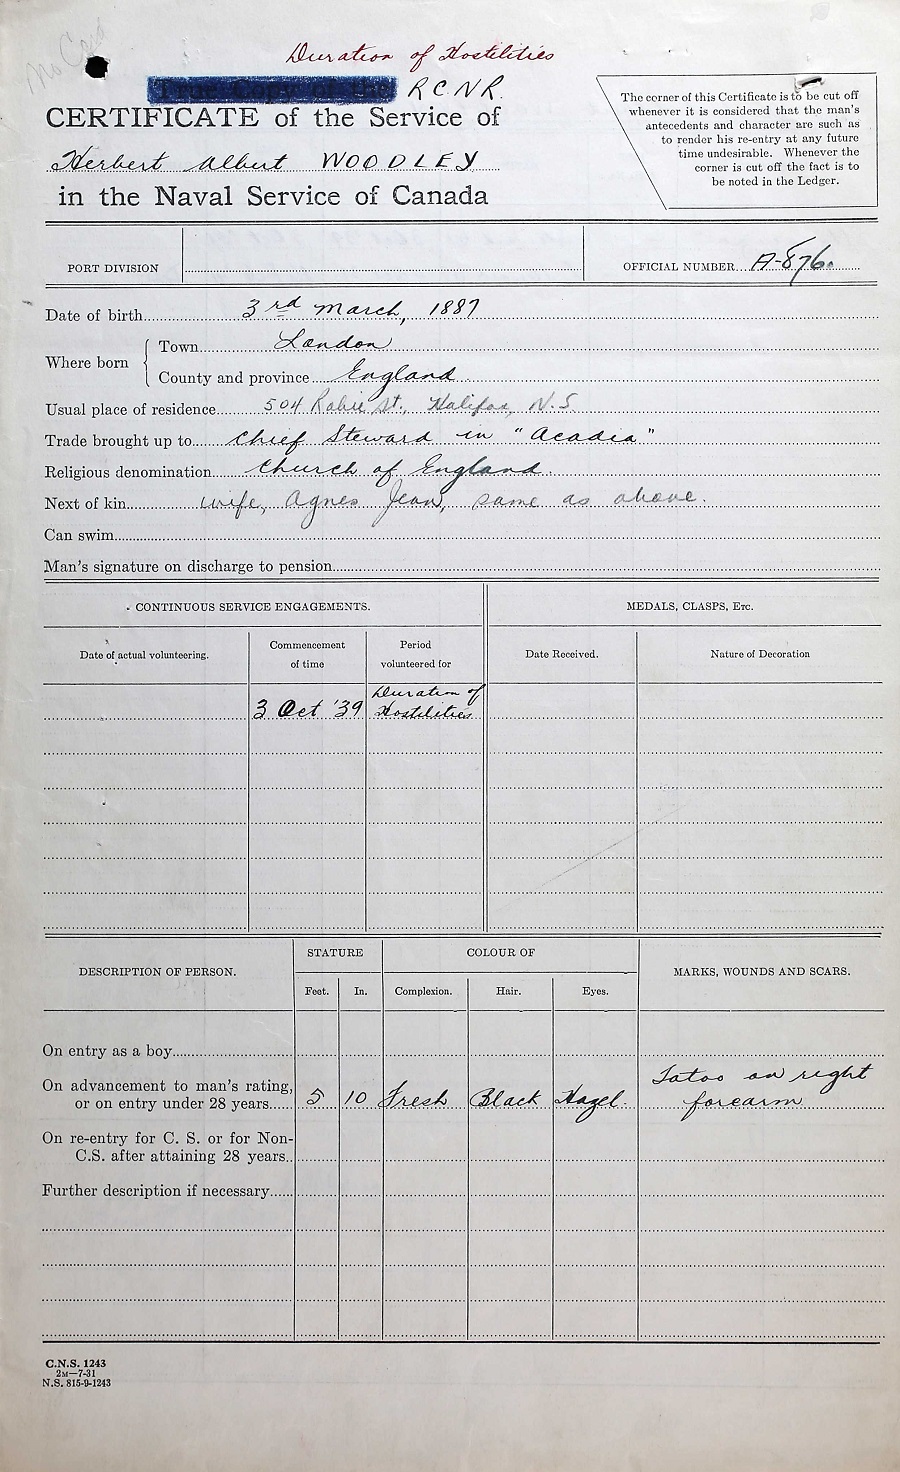 Duration of Hostilities
True Copy of the R C N R.
CERTIFICATE of the Service of
Herbert Albert WOODLEY
in the Naval Service of Canada
The corner of this Certificate is to be cut off
whenever it is considered that the man's
antecedents and character are such as
to render his re-entry at any future
time undesirable. Whenever the
corner is cut off the fact is to
be noted in the Ledger.
PORT DIVISION
OFFICIAL NUMBER A-876.
Date of birth 3rd March, 1887
Where born
Town London
County and province England
Usual place of residence 504 Robie St., Halifax, N.S.
Trade brought up to Chief Steward in "Acadia"
Religious denomination Church of England.
Next of kin wife, Agnes Jean, same as above.
Can swim
Man's signature on discharge to pension
CONTINUOUS SERVICE ENGAGEMENTS.
MEDALS, CLASPS, Etc.
Date of actual volunteering.
Commencement
of time
Period
volunteered for
Date Received.
Nature of Decoration
3 Oct '39
Duration of
Hostilities
DESCRIPTION OF PERSON.
STATURE
COLOUR OF
MARKS, WOUNDS AND SCARS.
Feet. In. Complexion. Hair. Eyes.
On entry as a boy
On advancement to man's rating,
or on entry under 28 years 5 10 Fresh Black Hazel.
Tatoo on right
forearm
On re-entry for C. S. or for Non-
C.S. after attaining 28 years
Further description if necessary
C.N.S. 1243
2M—7-31
N.S. 815-9-1243